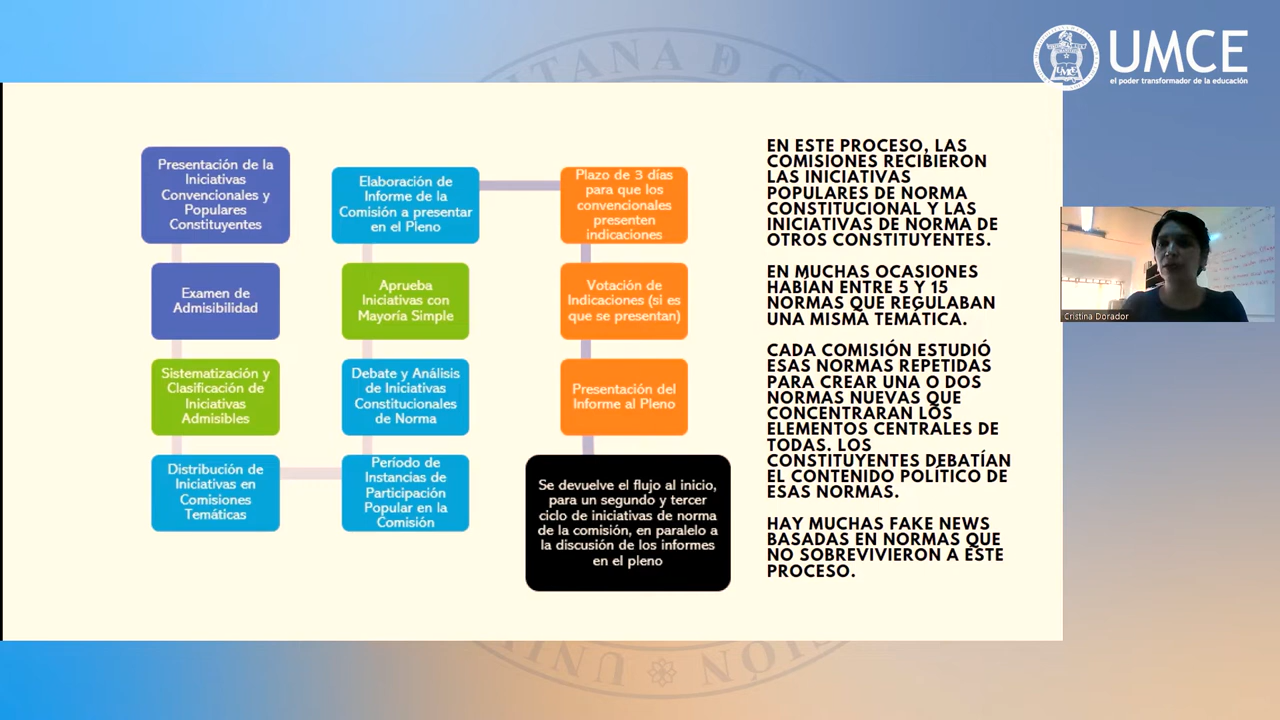 UMCE
el poder transformador de la educación
Presentación de la
Iniciativas
Convencionales y
Populares
Constituyentes
Examen de
Admisibilidad
Sistematización y
Clasificación de
Iniciativas
Admisibles
Distribución de
Iniciativas en
Comisiones
Temáticas
Período de
Instancias de
Participación
Popular en la
Comisión
Debate y Análisis
de Iniciativas
Constitucionales
de Norma
Aprueba
Iniciativas con
Mayoría Simple
Elaboración de
Informe de la
Comisión a presentar
en el Pleno
Plazo de 3 días
para que los
convencionales
presenten
indicaciones
Votación de
Indicaciones (si es
que se presentan)
Presentación del
Informe al Pleno
Se devuelve el flujo al inicio,
para un segundo y tercer
ciclo de iniciativas de norma
de la comisión, en paralelo a
la discusión de los informes
en el pleno
EN ESTE PROCESO, LAS
COMISIONES RECIBIERON
LAS INICIATIVAS
POPULARES DE NORMA
CONSTITUCIONAL Y LAS
INICIATIVAS DE NORMA DE
OTROS CONSTITUYENTES.
EN MUCHAS OCASIONES
HABÍAN ENTRE 5 Y 15
NORMAS QUE REGULABAN
UNA MISMA TEMÁTICA.
CADA COMISIÓN ESTUDIÓ
ESAS NORMAS REPETIDAS
PARA CREAR UNA O DOS
NORMAS NUEVAS QUE
CONCENTRARAN LOS
ELEMENTOS CENTRALES DE
TODAS. LOS
CONSTITUYENTES DEBATÍAN
EL CONTENIDO POLÍTICO DE
ESAS NORMAS.
HAY MUCHAS FAKE NEWS
BASADAS EN NORMAS QUE
NO SOBREVIVIERON A ESTE
PROCESO.
Cristina Dorador